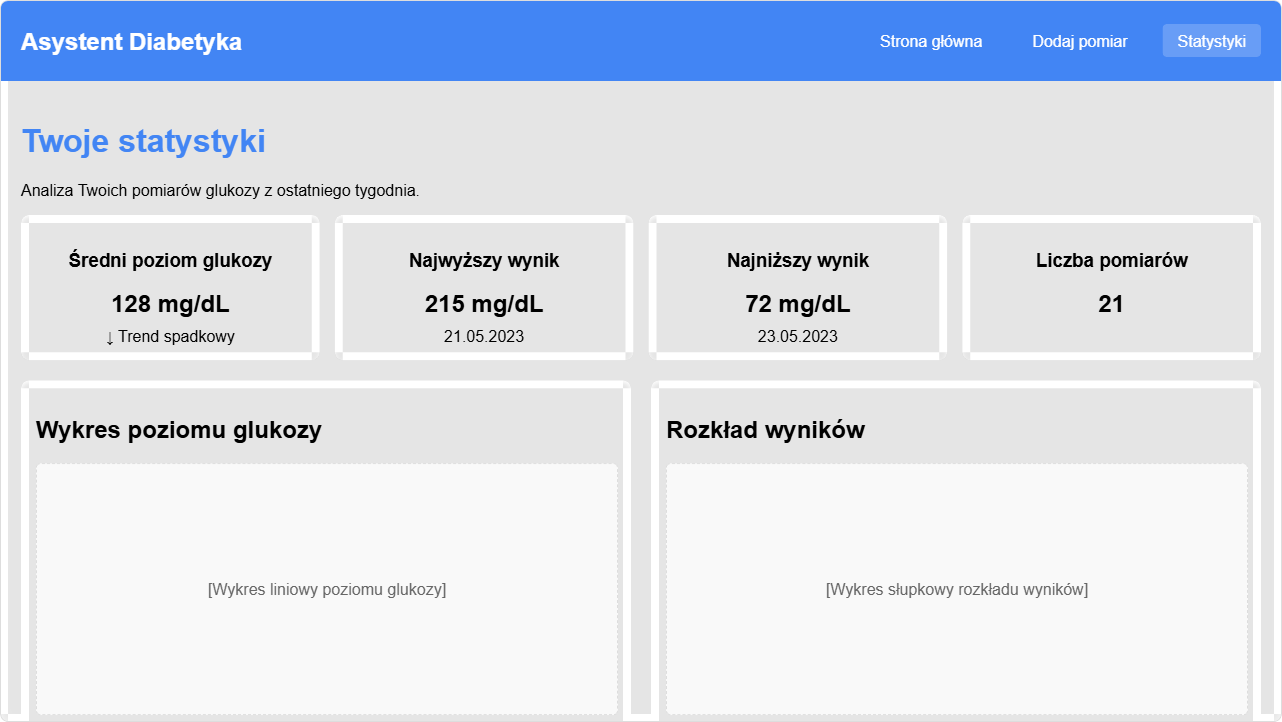 Asystent Diabetyka
Strona główna Dodaj pomiar Statystyki
Twoje statystyki
Analiza Twoich pomiarów glukozy z ostatniego tygodnia.
Średni poziom glukozy
128 mg/dL
↓ Trend spadkowy
Najwyższy wynik
215 mg/dL
21.05.2023
Najniższy wynik
72 mg/dL
23.05.2023
Liczba pomiarów
21
Wykres poziomu glukozy
[Wykres liniowy poziomu glukozy]
Rozkład wyników
[Wykres słupkowy rozkładu wyników]